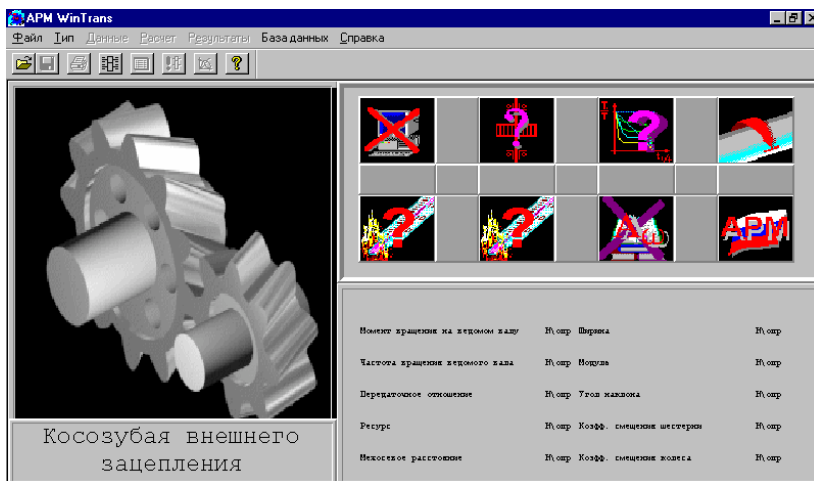 APM WinTrans
Файл Тип Данные Расчет Результаты База данных Справка
?
? ?
? ? APM
Момент вращения на ведомом валу Н\опр Ширина Н\опр
Частота вращения ведомого вала Н\опр Модуль Н\опр
Передаточное отношение Н\опр Угол наклона Н\опр
Ресурс Н\опр Коэфф. смещения шестерни Н\опр
Межосевое расстояние Н\опр Коэфф. смещения колеса Н\опр
Косозубая внешнего
зацепления